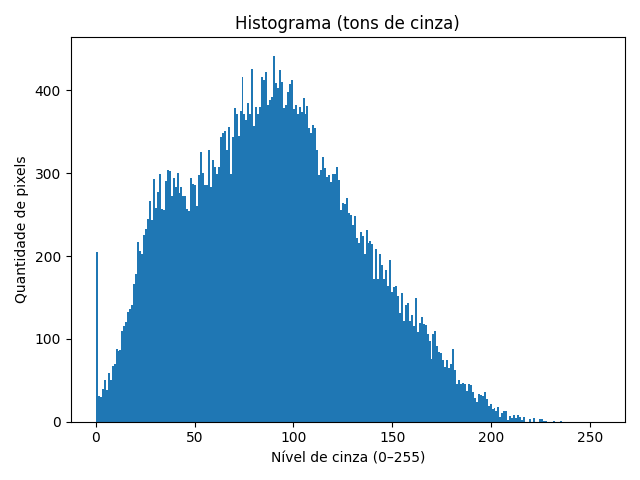 Histograma (tons de cinza)
400
300
200
100
0
Quantidade de pixels
0 50 100 150 200 250
Nível de cinza (0–255)